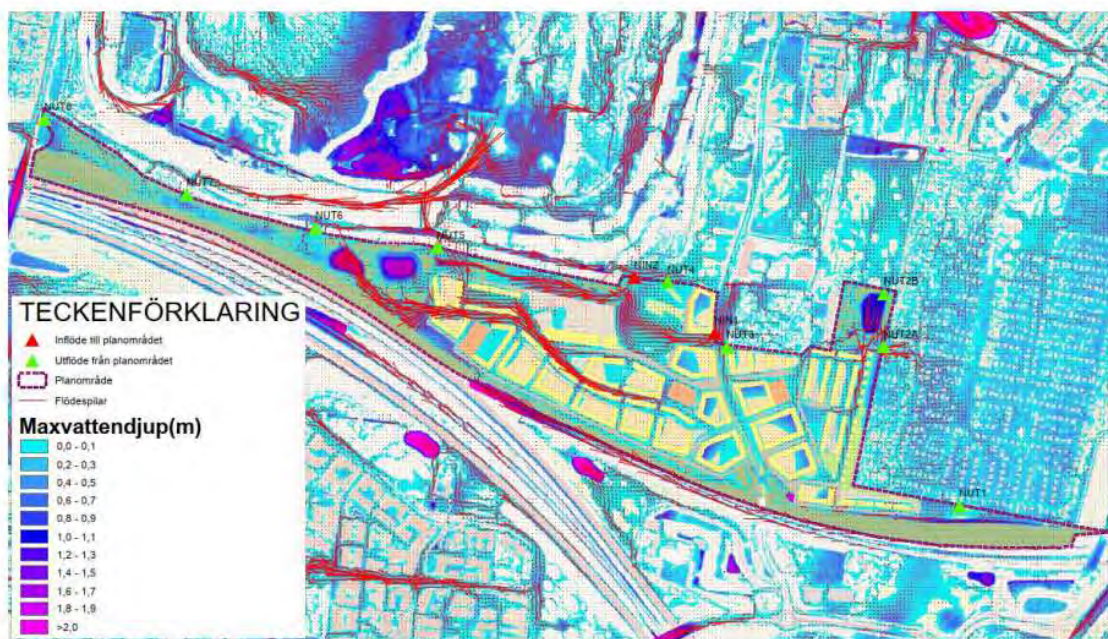 NUT8
NUT6
NUT5
NIN2
NUT4
NUT2B
NIN1
NUT3
NUT2A
NUT1
TECKENFÖRKLARING
Inflöde till planområdet
Utflöde från planområdet
Planområde
Flödespilar
Maxvattendjup(m)
0,0 - 0,1
0,2 - 0,3
0,4 - 0,5
0,6 - 0,7
0,8 - 0,9
1,0 - 1,1
1,2 - 1,3
1,4 - 1,5
1,6 - 1,7
1,8 - 1,9
>2,0